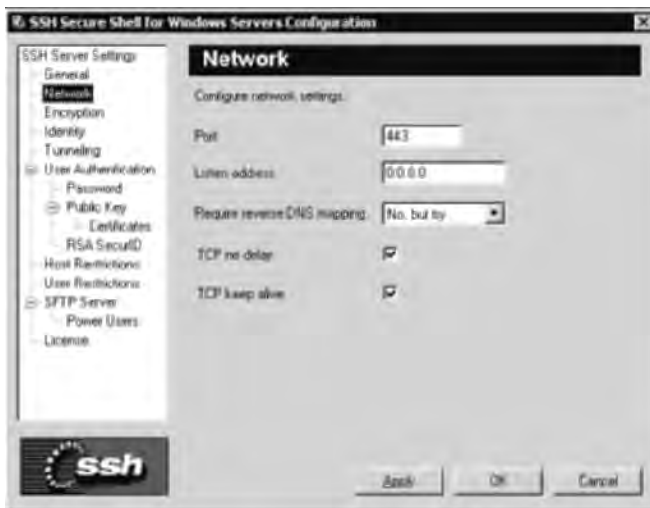 SSH Secure Shell for Windows Servers Configuration
SSH Server Settings
General
Network
Encryption
Identity
Tunneling
User Authentication
Password
Public Key
Certificates
RSA SecurID
Host Restrictions
User Restrictions
SFTP Server
Power Users
License
Network
Configure network settings.
Port
443
Listen address
0.0.0.0
Require reverse DNS mapping
No, but try
TCP no delay
TCP keep alive
ssh
Apply
OK
Cancel